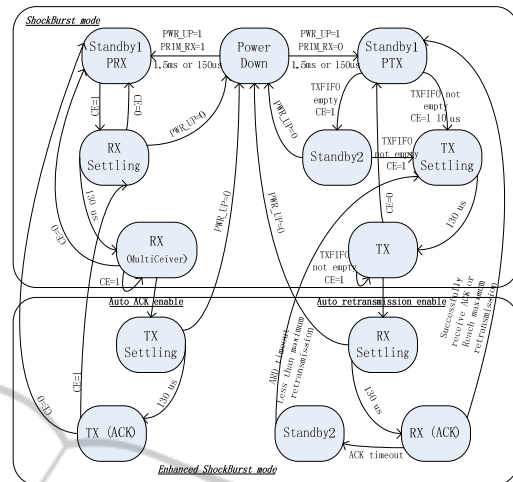 ShockBurst mode
Standby1
PRX
PWR_UP=1
PRIM_RX=1
1.5ms or 150us
Power
Down
PWR_UP=1
PRIM_RX=0
1.5ms or 150us
Standby1
PTX
CE=1
CE=0
PWR_UP=0
RX
Settling
TXFIFO
empty
CE=1
TXFIFO not
empty
CE=1 10 us
PWR_UP=0
Standby2
TXFIFO
not empty
CE=1
TX
Settling
130 us
CE=0
RX
(MultiCeiver)
CE=1
PWR_UP=0
PWR_UP=0
CE=0
130 us
TX
TXFIFO
not empty
CE=1
Auto ACK enable
Auto retransmission enable
TX
Settling
130 us
TX (ACK)
CE=0
CE=1
RX
Settling
130 us
ARD timeout
Less than maximum
retransmission
Successfully
receive ACK or
Reach maximum
retransmission
Standby2
RX (ACK)
ACK timeout
Enhanced ShockBurst mode